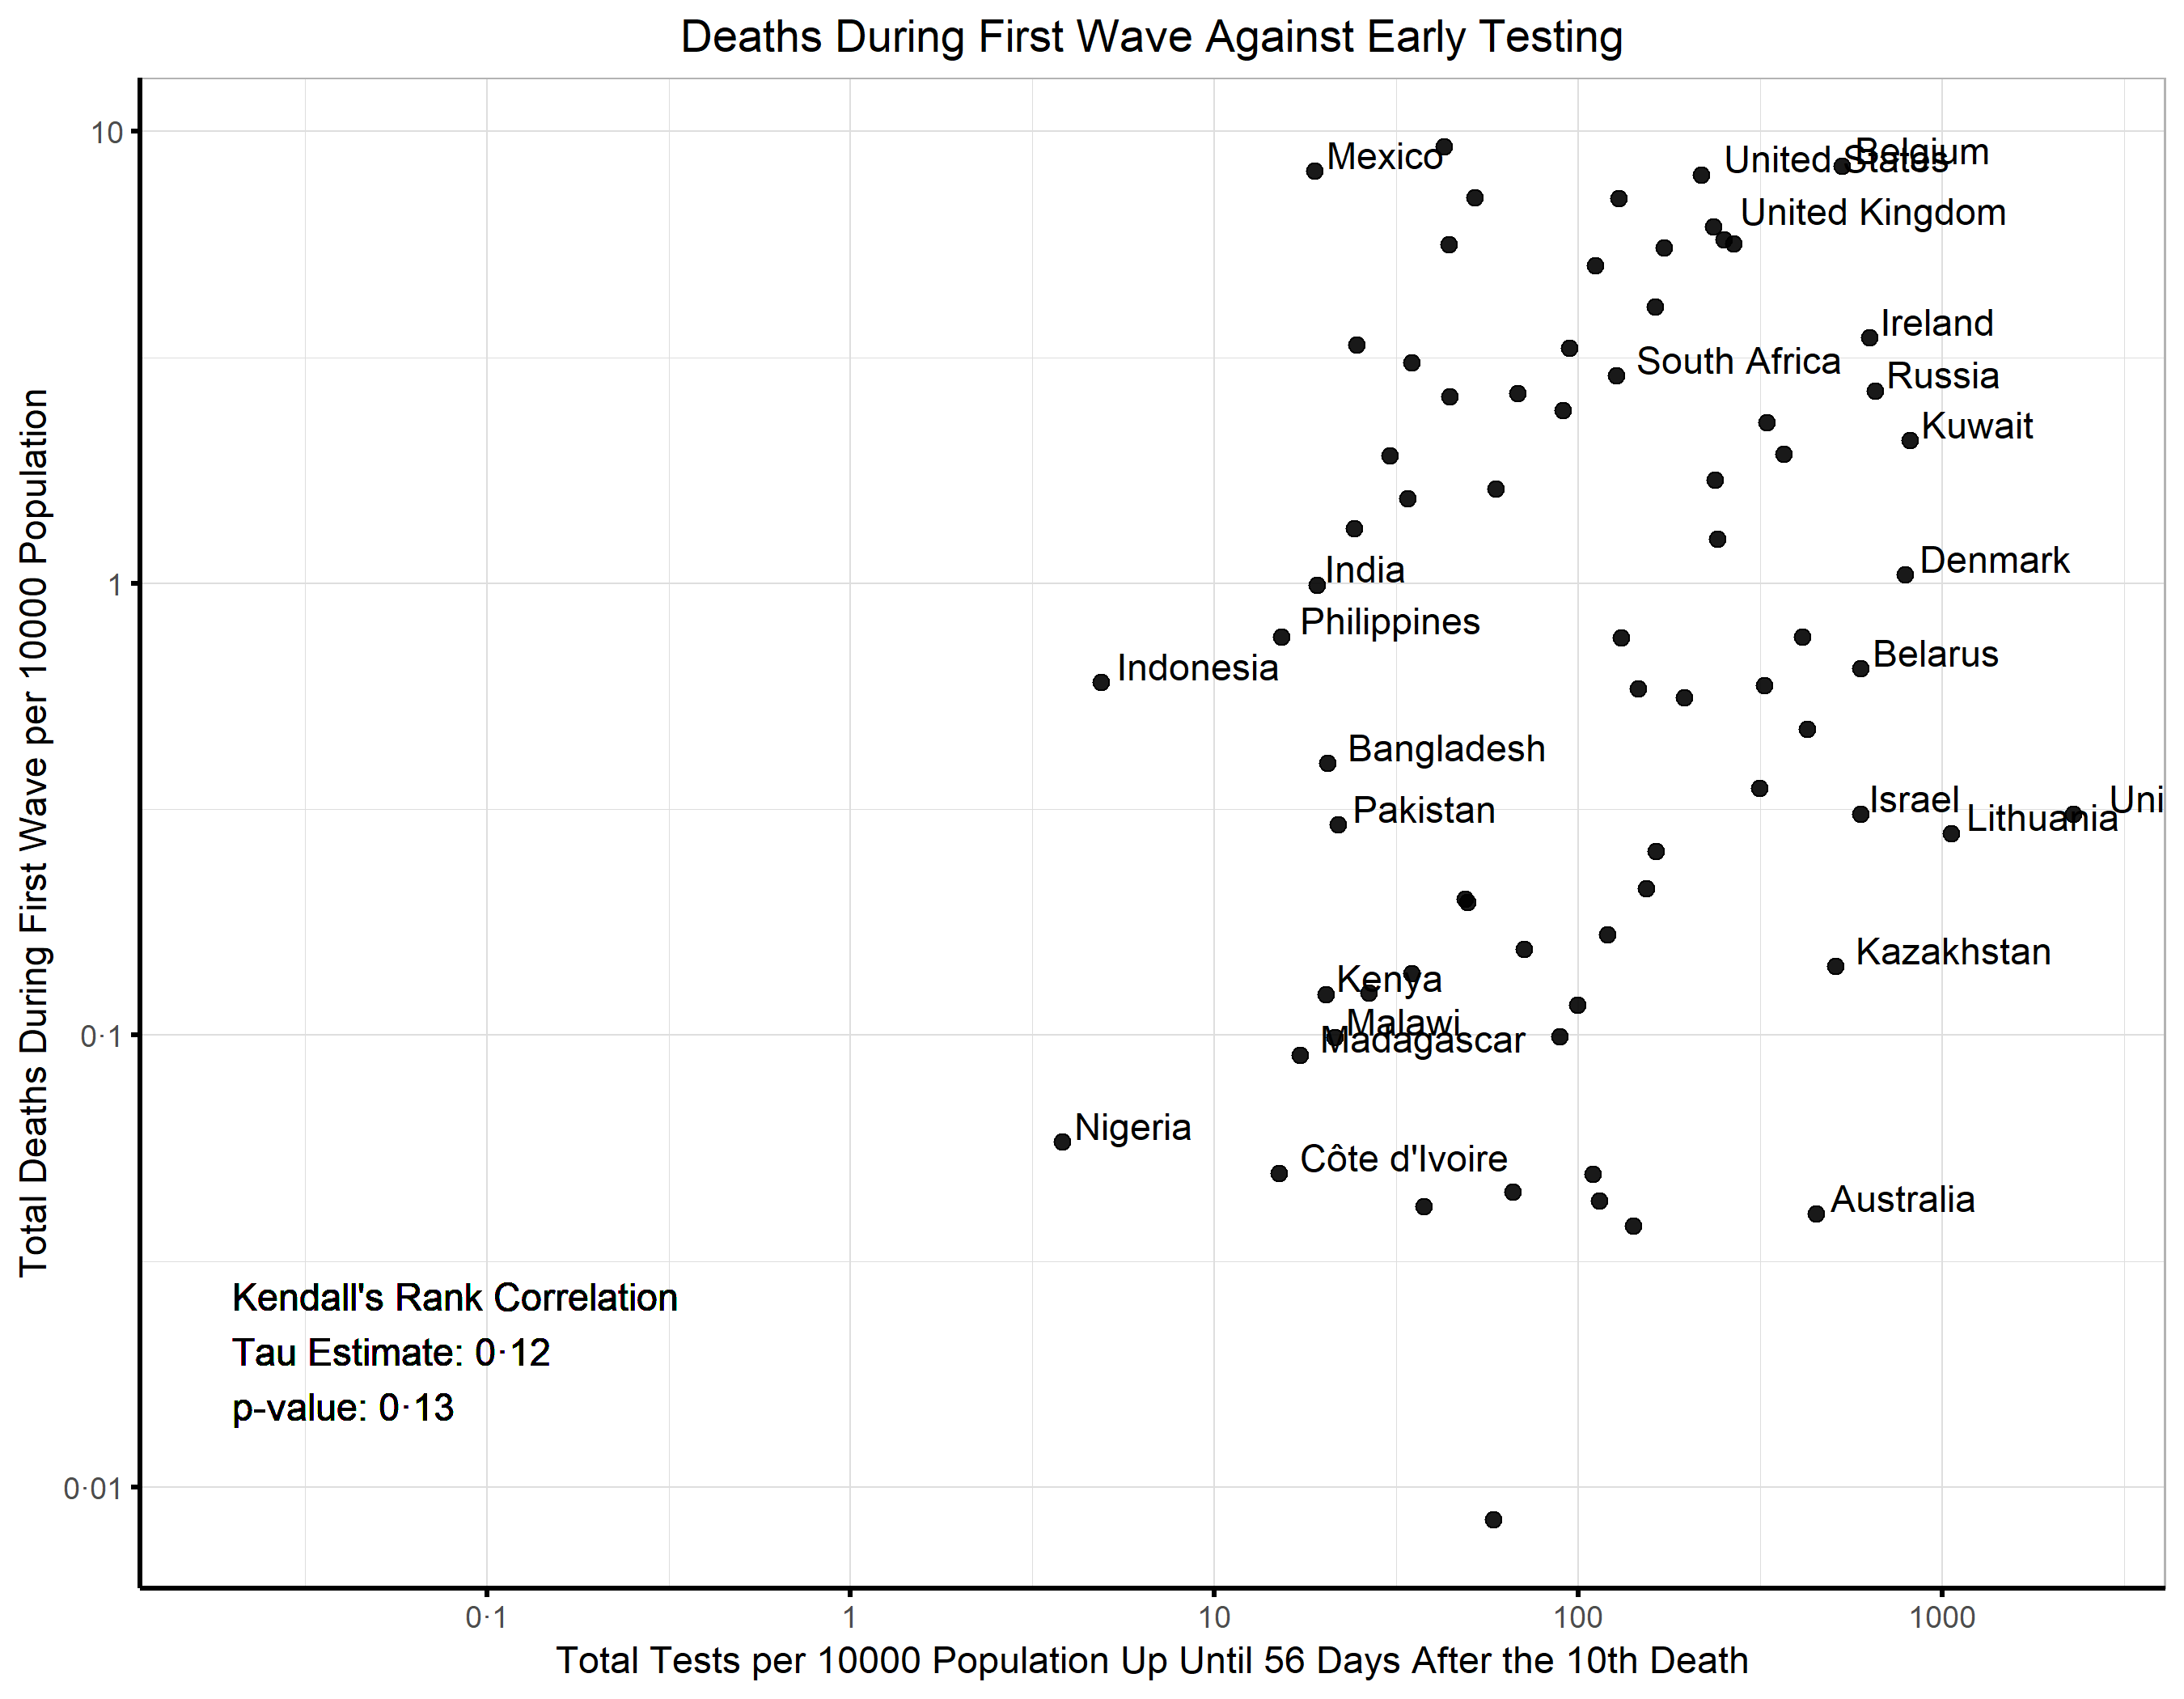 Deaths During First Wave Against Early Testing
Total Deaths During First Wave per 10000 Population
10
1
0·1
0·01
Mexico
United States
Belgium
United Kingdom
Ireland
South Africa
Russia
Kuwait
India
Denmark
Philippines
Belarus
Indonesia
Bangladesh
Pakistan
Israel
Uni
Lithuania
Kazakhstan
Kenya
Malawi
Madagascar
Nigeria
Côte d'Ivoire
Australia
Kendall's Rank Correlation
Tau Estimate: 0·12
p-value: 0·13
0·1
1
10
100
1000
Total Tests per 10000 Population Up Until 56 Days After the 10th Death